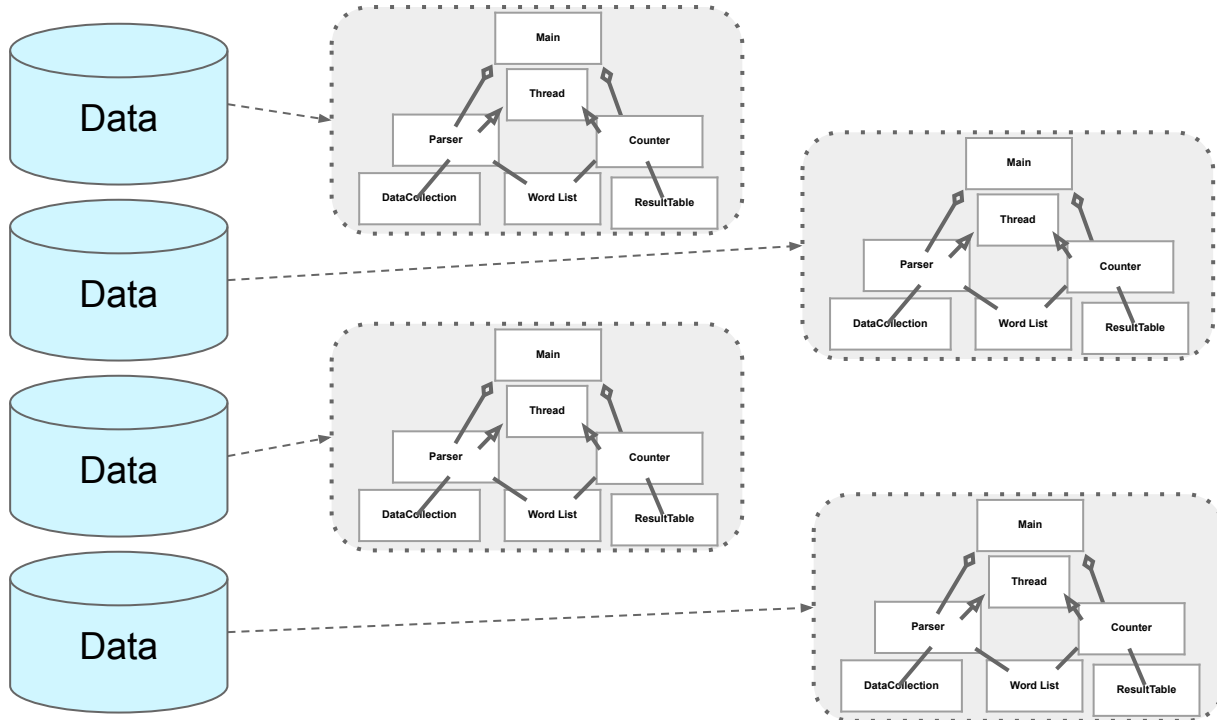 Data
Data
Data
Data
Main
Thread
Parser
Counter
DataCollection
Word List
ResultTable
Main
Thread
Parser
Counter
DataCollection
Word List
ResultTable
Main
Thread
Parser
Counter
DataCollection
Word List
ResultTable
Main
Thread
Parser
Counter
DataCollection
Word List
ResultTable